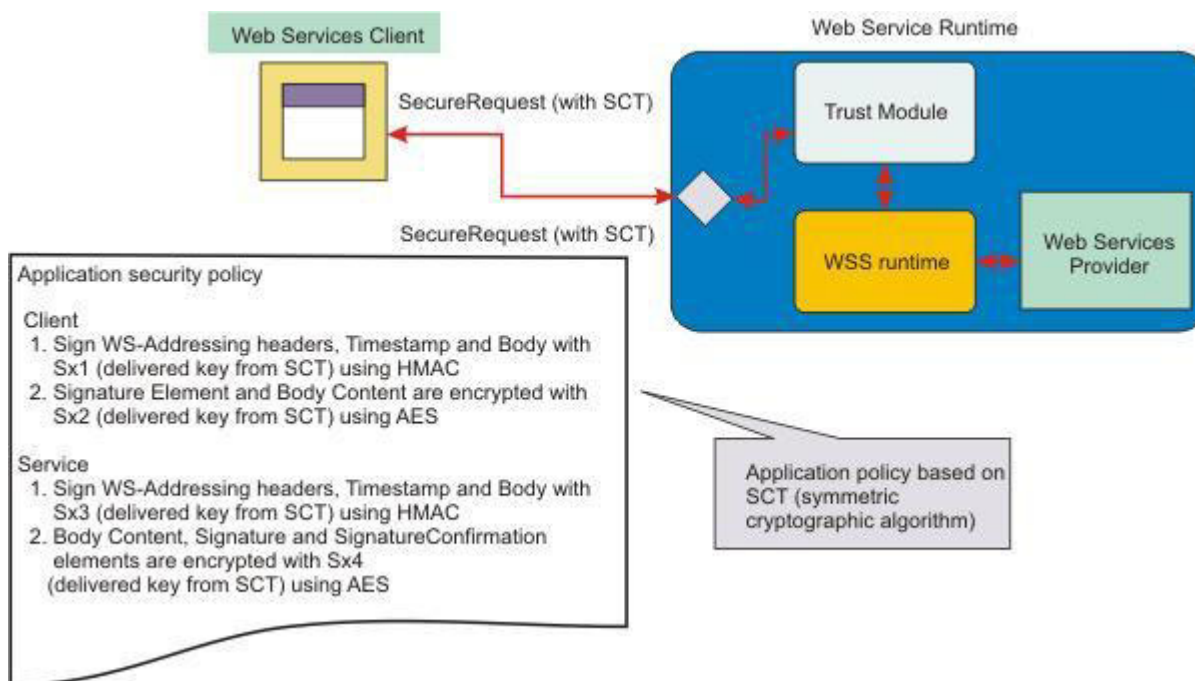 Web Services Client
Web Service Runtime
SecureRequest (with SCT)
Trust Module
SecureRequest (with SCT)
WSS runtime
Web Services
Provider
Application security policy
Client
1. Sign WS-Addressing headers, Timestamp and Body with
Sx1 (delivered key from SCT) using HMAC
2. Signature Element and Body Content are encrypted with
Sx2 (delivered key from SCT) using AES
Service
1. Sign WS-Addressing headers, Timestamp and Body with
Sx3 (delivered key from SCT) using HMAC
2. Body Content, Signature and SignatureConfirmation
elements are encrypted with Sx4
(delivered key from SCT) using AES
Application policy based on
SCT (symmetric
cryptographic algorithm)